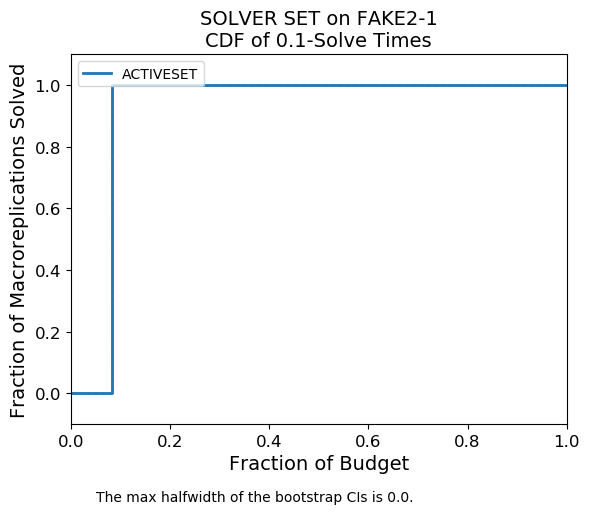 SOLVER SET on FAKE2-1
CDF of 0.1-Solve Times
ACTIVESET
Fraction of Macroreplications Solved
1.0
0.8
0.6
0.4
0.2
0.0
0.0 0.2 0.4 0.6 0.8 1.0
Fraction of Budget
The max halfwidth of the bootstrap CIs is 0.0.